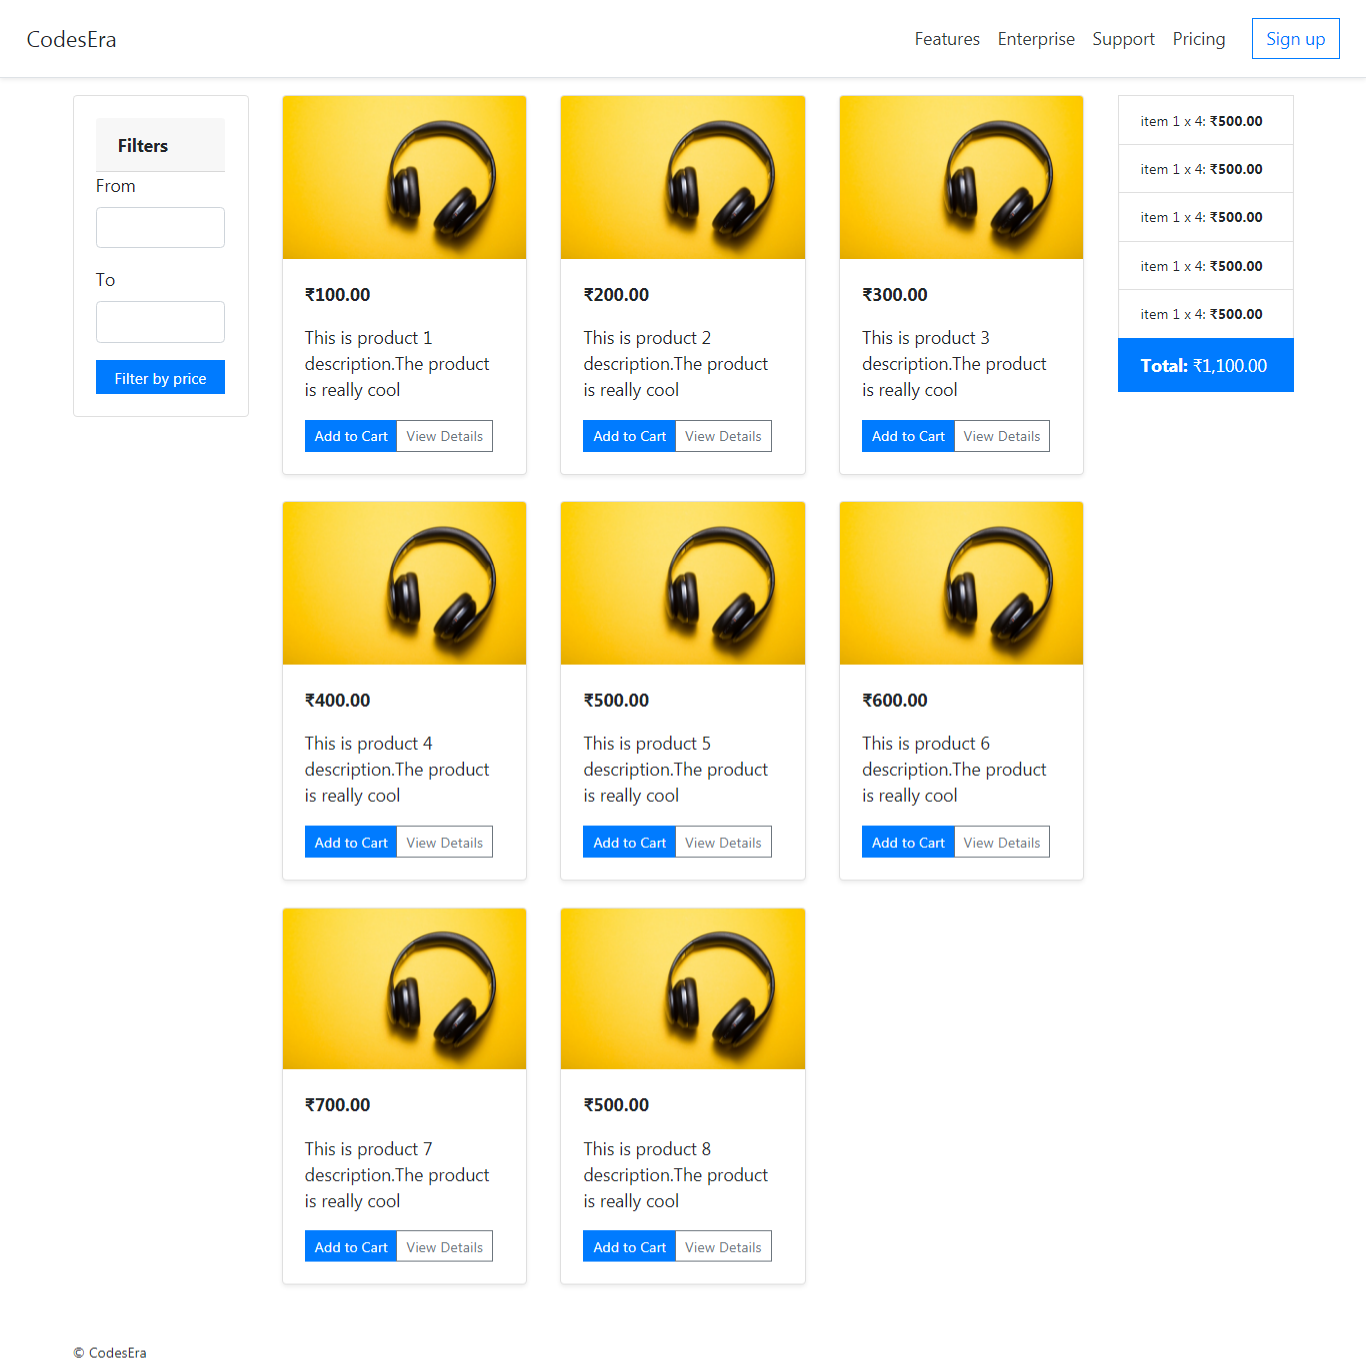 CodesEra
Features Enterprise Support Pricing Sign up
Filters
From
To
Filter by price
₹100.00
This is product 1
description.The product
is really cool
Add to Cart View Details
₹200.00
This is product 2
description.The product
is really cool
Add to Cart View Details
₹300.00
This is product 3
description.The product
is really cool
Add to Cart View Details
item 1 x 4: ₹500.00
item 1 x 4: ₹500.00
item 1 x 4: ₹500.00
item 1 x 4: ₹500.00
item 1 x 4: ₹500.00
Total: ₹1,100.00
₹400.00
This is product 4
description.The product
is really cool
Add to Cart View Details
₹500.00
This is product 5
description.The product
is really cool
Add to Cart View Details
₹600.00
This is product 6
description.The product
is really cool
Add to Cart View Details
₹700.00
This is product 7
description.The product
is really cool
Add to Cart View Details
₹500.00
This is product 8
description.The product
is really cool
Add to Cart View Details
© CodesEra